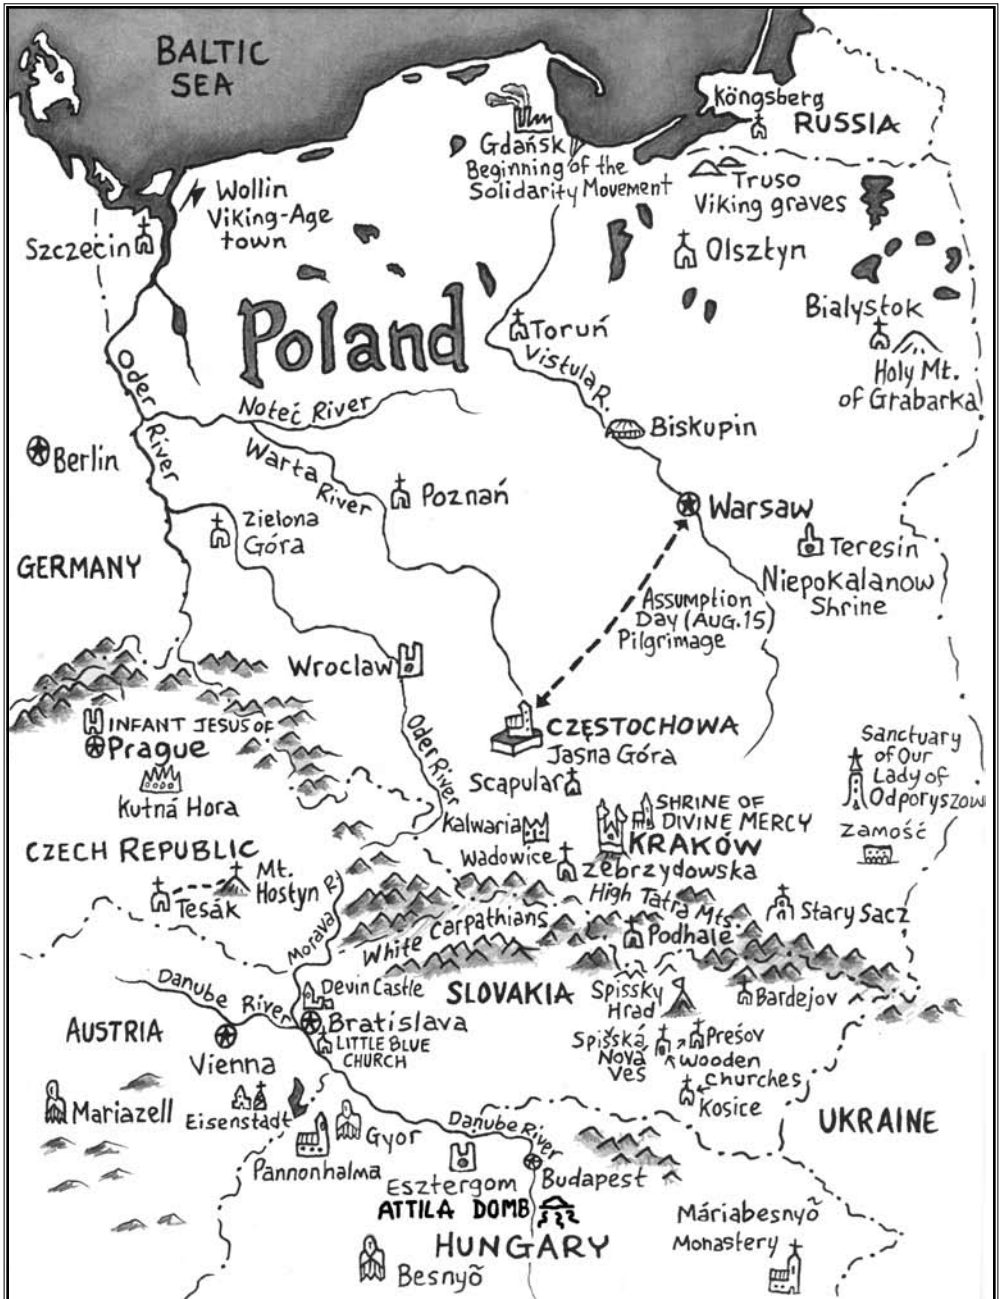 BALTIC
SEA
Köngsberg
RUSSIA
Gdańsk
Beginning of the
Solidarity Movement
Truso
Viking graves
Wollin
Viking-Age
town
Szczecin
Olsztyn
Poland
Bialystok
Toruń
Vistula R.
Holy Mt.
of Grabarka
Oder
River
Noteć River
Biskupin
Berlin
Warta
River
Poznań
Warsaw
Zielona
Góra
Teresin
GERMANY
Niepokalanow
Shrine
Assumption
Day (AUG.15)
Pilgrimage
Wroclaw
INFANT JESUS OF
Prague
CZĘSTOCHOWA
Jasna Góra
Oder River
Sanctuary
of Our
Lady of
Odporyszow
Scapular
Kutná Hora
SHRINE OF
DIVINE MERCY
Kalwaria
KRAKÓW
Zamość
CZECH REPUBLIC
Wadowice
Zebrzydowska
Mt.
Hostyn
Tesák
Morava R.
High Tatra Mts.
Stary Sacz
White Carpathians
Podhale
Danube River
Devin Castle
SLOVAKIA
Spissky
Hrad
Bardejov
AUSTRIA
Bratislava
LITTLE BLUE
CHURCH
Spišská
Nová
Ves
Prešov
Wooden
churches
Vienna
Kosice
Mariazell
Eisenstadt
UKRAINE
Gyor
Danube River
Pannonhalma
Esztergom
Budapest
ATTILA DOMB
Máriabesnyõ
Monastery
HUNGARY
Besnyõ